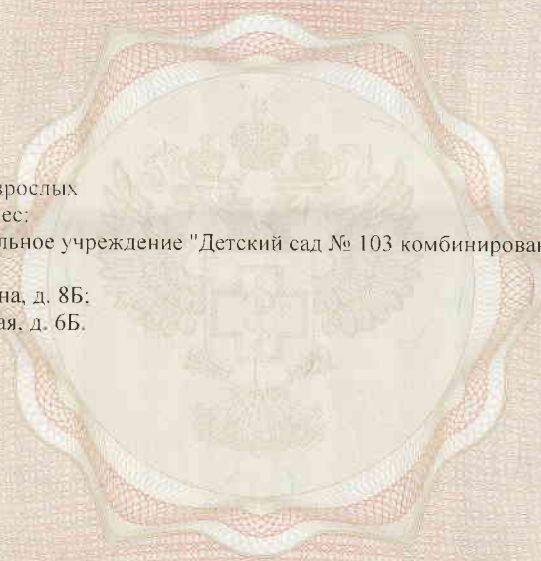 зрослых
ес:
льное учреждение "Детский сад № 103 комбинирован
на, д. 8Б;
ая, д. 6Б.